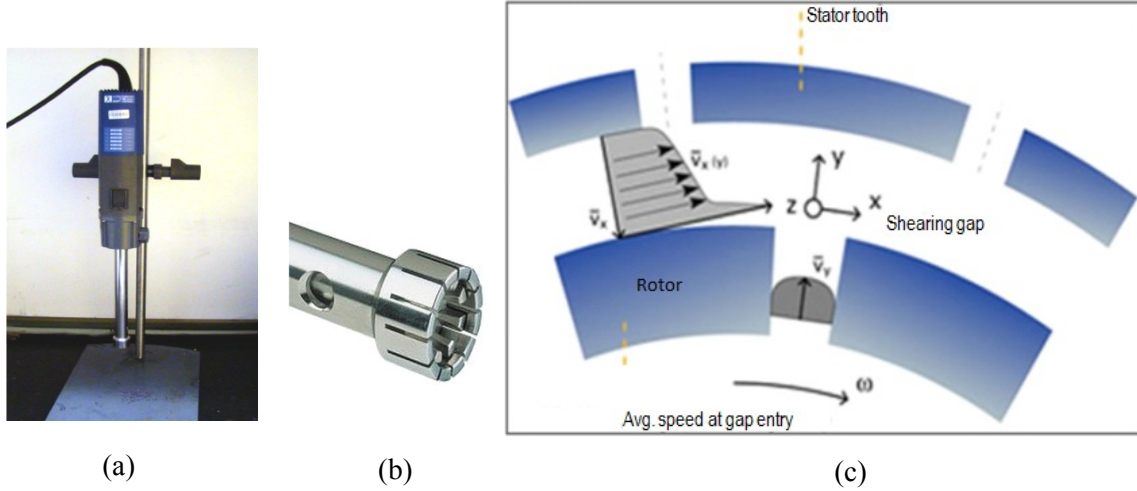 Stator tooth
v̅ₓ (y)
y
v̅ₓ
z
x
Shearing gap
v̅ᵧ
Rotor
ω
Avg. speed at gap entry
(a)
(b)
(c)